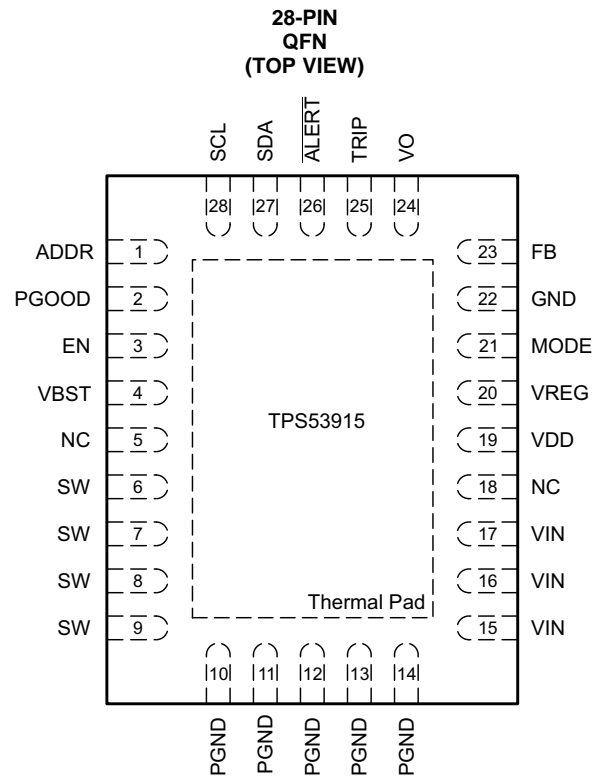 28-PIN
QFN
(TOP VIEW)
SCL SDA ALERT TRIP VO
28 27 26 25 24
ADDR 1 23 FB
PGOOD 2 22 GND
EN 3 21 MODE
VBST 4 20 VREG
TPS53915
NC 5 19 VDD
SW 6 18 NC
SW 7 17 VIN
SW 8 16 VIN
Thermal Pad
SW 9 15 VIN
10 11 12 13 14
PGND PGND PGND PGND PGND